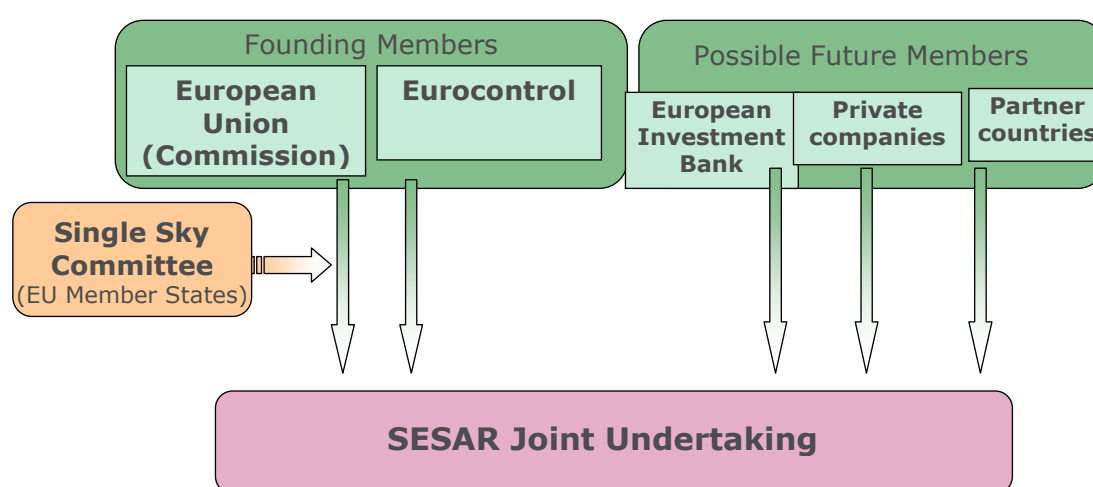 Founding Members
European
Union
(Commission)
Eurocontrol
Possible Future Members
European
Investment
Bank
Private
companies
Partner
countries
Single Sky
Committee
(EU Member States)
SESAR Joint Undertaking